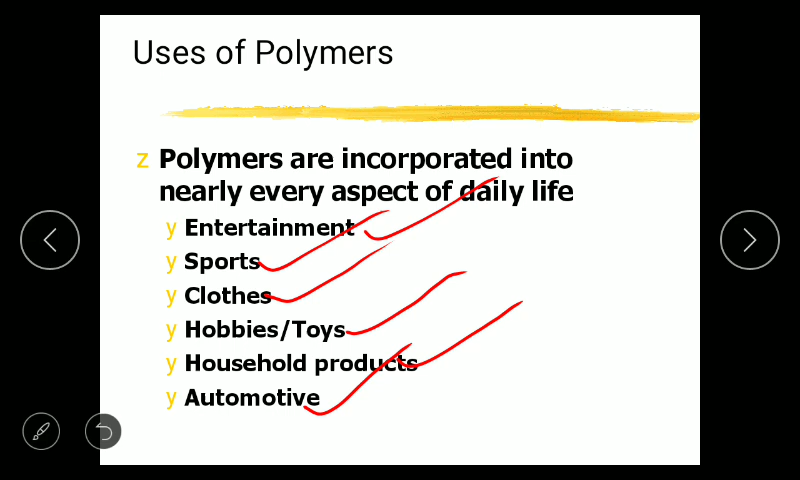 Uses of Polymers
z Polymers are incorporated into
nearly every aspect of daily life
y Entertainment
y Sports
y Clothes
y Hobbies/Toys
y Household products
y Automotive